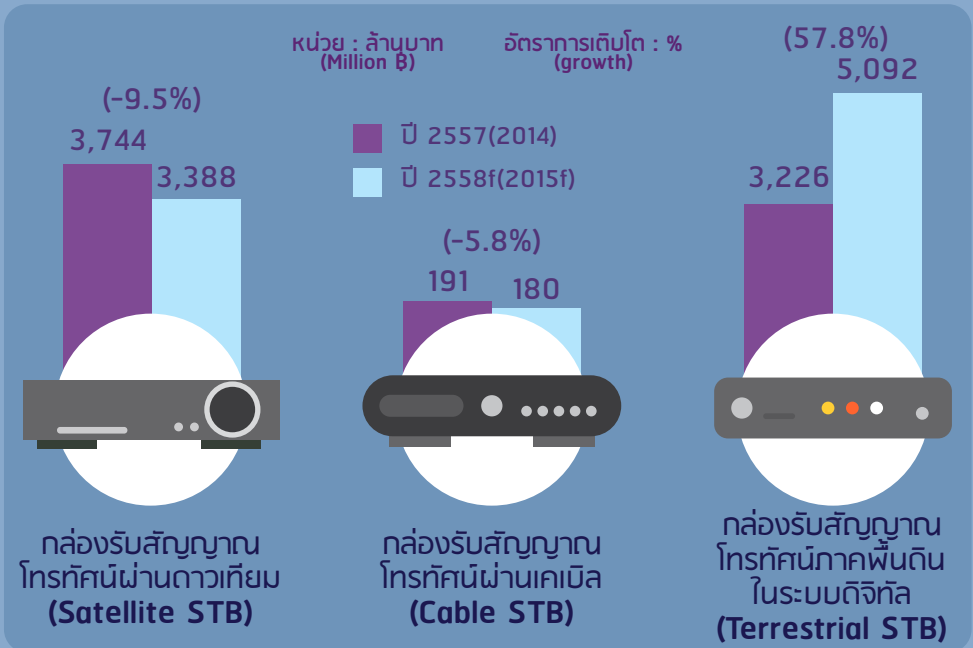 หน่วย : ล้านบาท
(Million ฿)
อัตราการเติบโต : %
(growth)
ปี 2557(2014)
ปี 2558f(2015f)
(-9.5%)
3,744
3,388
กล่องรับสัญญาณ
โทรทัศน์ผ่านดาวเทียม
(Satellite STB)
(-5.8%)
191
180
กล่องรับสัญญาณ
โทรทัศน์ผ่านเคเบิล
(Cable STB)
(57.8%)
5,092
3,226
กล่องรับสัญญาณ
โทรทัศน์ภาคพื้นดิน
ในระบบดิจิทัล
(Terrestrial STB)